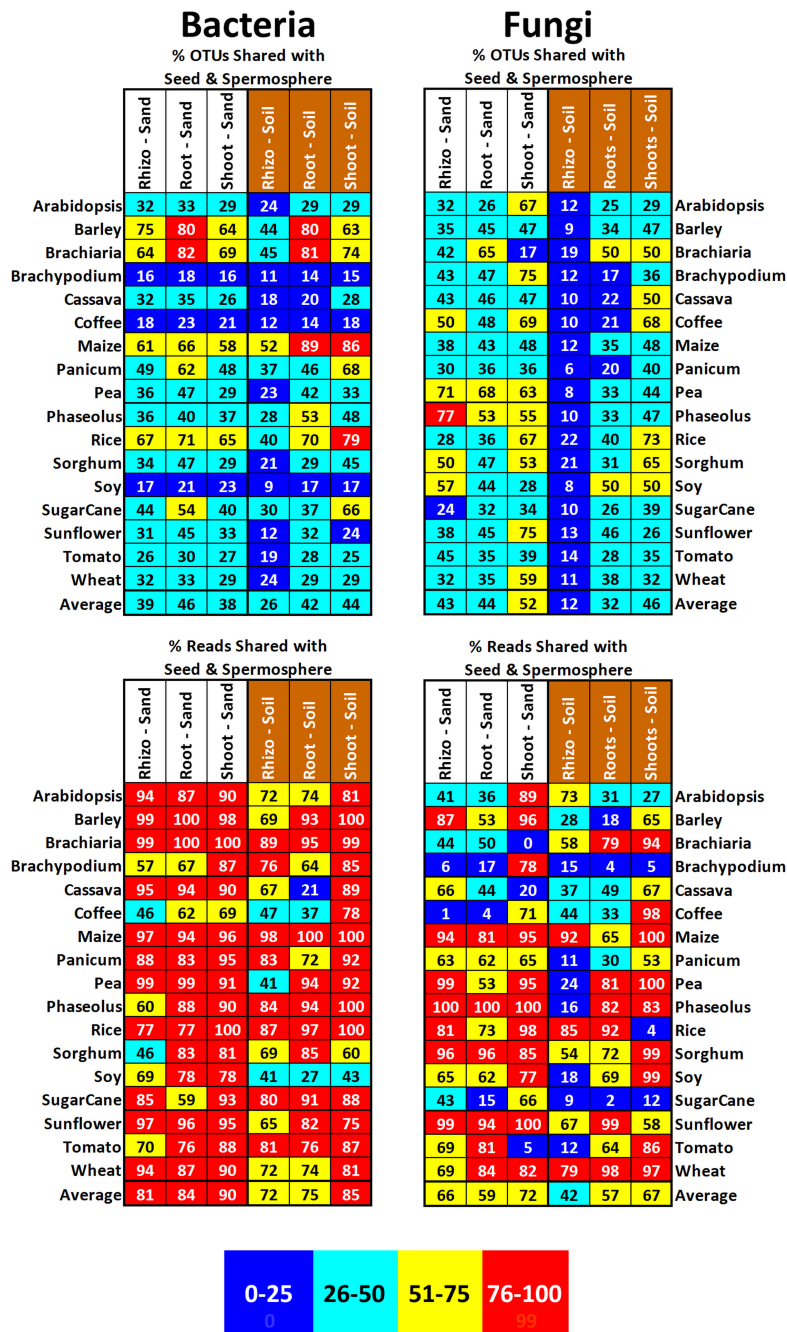 Bacteria Fungi
% OTUs Shared with % OTUs Shared with
Seed & Spermosphere Seed & Spermosphere
Rhizo - Sand Root - Sand Shoot - Sand Rhizo - Soil Root - Soil Shoot - Soil Rhizo - Sand Root - Sand Shoot - Sand Rhizo - Soil Roots - Soil Shoots - Soil
Arabidopsis 32 33 29 24 29 29 32 26 67 12 25 29 Arabidopsis
Barley 75 80 64 44 80 63 35 45 47 9 34 47 Barley
Brachiaria 64 82 69 45 81 74 42 65 17 19 50 50 Brachiaria
Brachypodium 16 18 16 11 14 15 43 47 75 12 17 36 Brachypodium
Cassava 32 35 26 18 20 28 43 46 47 10 22 50 Cassava
Coffee 18 23 21 12 14 18 50 48 69 10 21 68 Coffee
Maize 61 66 58 52 89 86 38 43 48 12 35 48 Maize
Panicum 49 62 48 37 46 68 30 36 36 6 20 40 Panicum
Pea 36 47 29 23 42 33 71 68 63 8 33 44 Pea
Phaseolus 36 40 37 28 53 48 77 53 55 10 33 47 Phaseolus
Rice 67 71 65 40 70 79 28 36 67 22 40 73 Rice
Sorghum 34 47 29 21 29 45 50 47 53 21 31 65 Sorghum
Soy 17 21 23 9 17 17 57 44 28 8 50 50 Soy
SugarCane 44 54 40 30 37 66 24 32 34 10 26 39 SugarCane
Sunflower 31 45 33 12 32 24 38 45 75 13 46 26 Sunflower
Tomato 26 30 27 19 28 25 45 35 39 14 28 35 Tomato
Wheat 32 33 29 24 29 29 32 35 59 11 38 32 Wheat
Average 39 46 38 26 42 44 43 44 52 12 32 46 Average
% Reads Shared with % Reads Shared with
Seed & Spermosphere Seed & Spermosphere
Rhizo - Sand Root - Sand Shoot - Sand Rhizo - Soil Root - Soil Shoot - Soil Rhizo - Sand Root - Sand Shoot - Sand Rhizo - Soil Roots - Soil Shoots - Soil
Arabidopsis 94 87 90 72 74 81 41 36 89 73 31 27 Arabidopsis
Barley 99 100 98 69 93 100 87 53 96 28 18 65 Barley
Brachiaria 99 100 100 89 95 99 44 50 0 58 79 94 Brachiaria
Brachypodium 57 67 87 76 64 85 6 17 78 15 4 5 Brachypodium
Cassava 95 94 90 67 21 89 66 44 20 37 49 67 Cassava
Coffee 46 62 69 47 37 78 1 4 71 44 33 98 Coffee
Maize 97 94 96 98 100 100 94 81 95 92 65 100 Maize
Panicum 88 83 95 83 72 92 63 62 65 11 30 53 Panicum
Pea 99 99 91 41 94 92 99 53 95 24 81 100 Pea
Phaseolus 60 88 90 84 94 100 100 100 100 16 82 83 Phaseolus
Rice 77 77 100 87 97 100 81 73 98 85 92 4 Rice
Sorghum 46 83 81 69 85 60 96 96 85 54 72 99 Sorghum
Soy 69 78 78 41 27 43 65 62 77 18 69 99 Soy
SugarCane 85 59 93 80 91 88 43 15 66 9 2 12 SugarCane
Sunflower 97 96 95 65 82 75 99 94 100 67 99 58 Sunflower
Tomato 70 76 88 81 76 87 69 81 5 12 64 86 Tomato
Wheat 94 87 90 72 74 81 69 84 82 79 98 97 Wheat
Average 81 84 90 72 75 85 66 59 72 42 57 67 Average
0-25 26-50 51-75 76-100
0 99